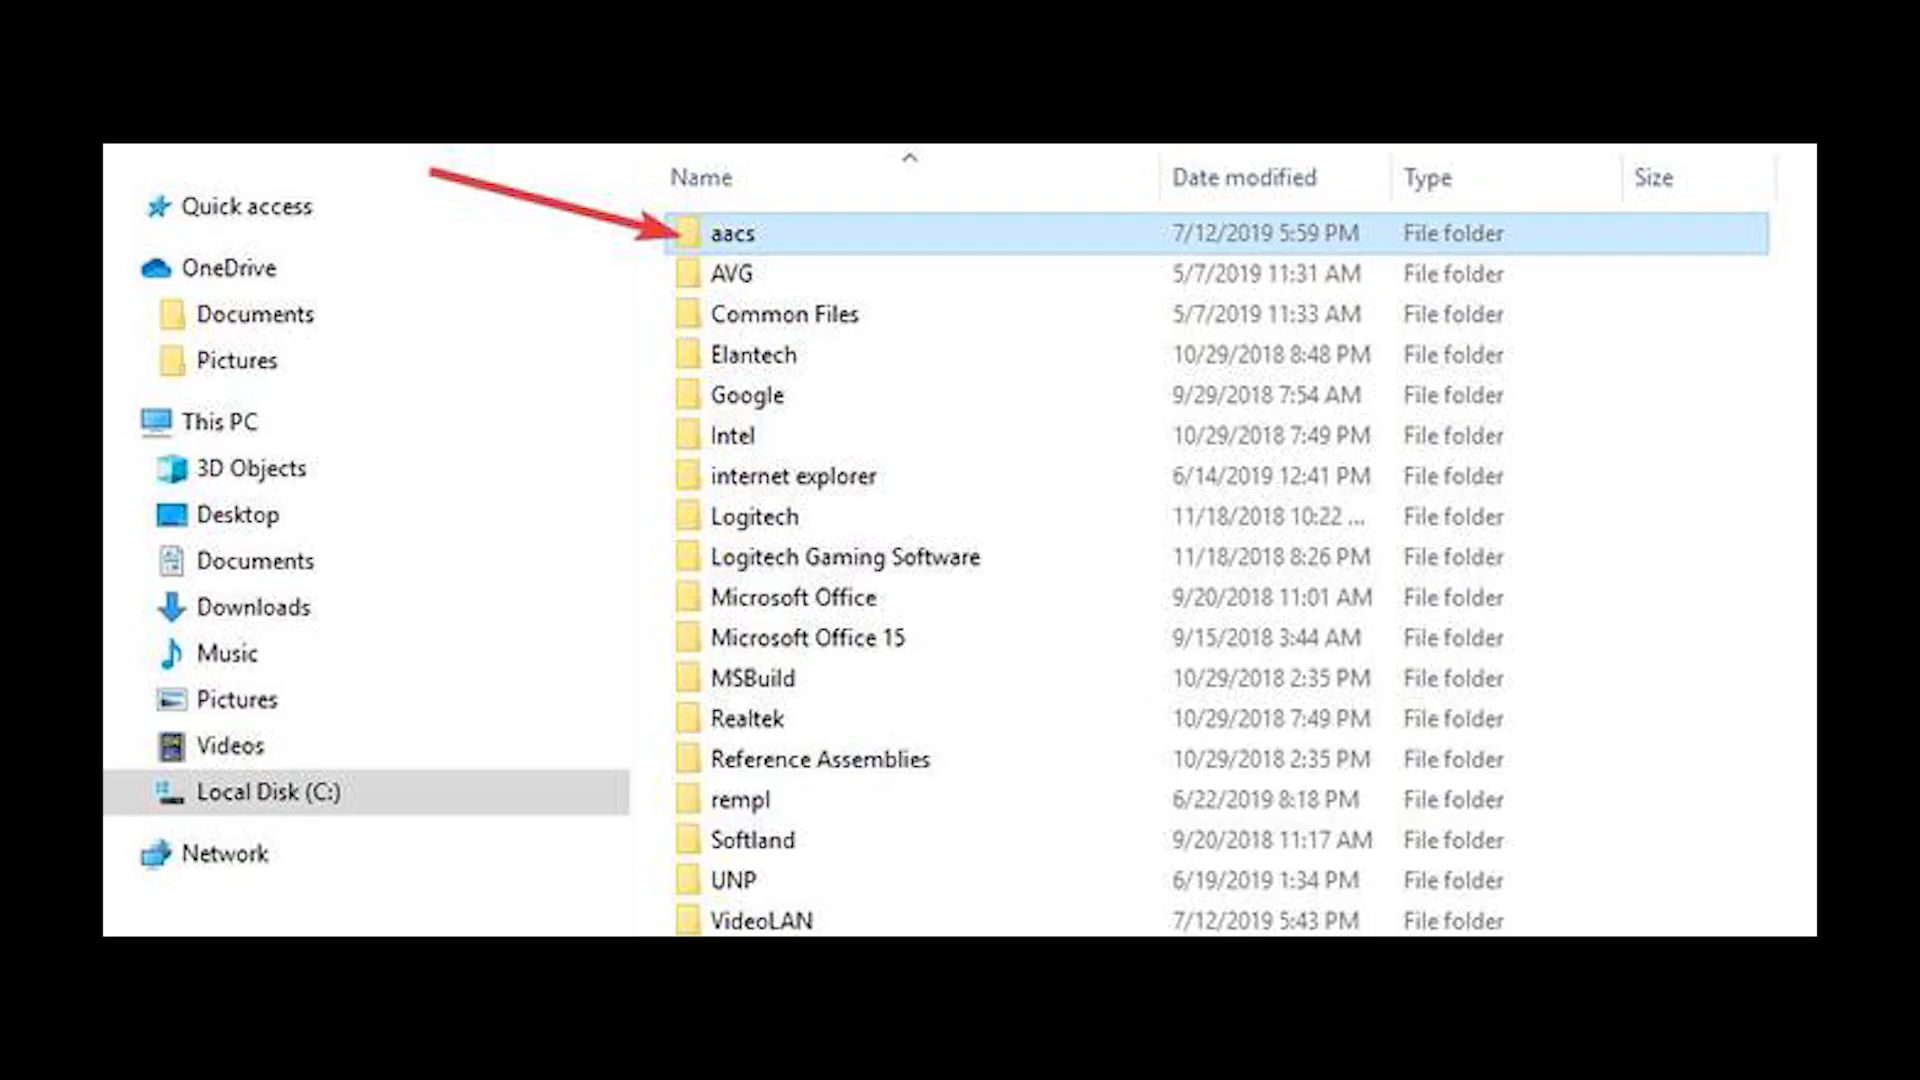 Quick access
OneDrive
Documents
Pictures
This PC
3D Objects
Desktop
Documents
Downloads
Music
Pictures
Videos
Local Disk (C:)
Network
Name Date modified Type Size
aacs 7/12/2019 5:59 PM File folder
AVG 5/7/2019 11:31 AM File folder
Common Files 5/7/2019 11:33 AM File folder
Elantech 10/29/2018 8:48 PM File folder
Google 9/29/2018 7:54 AM File folder
Intel 10/29/2018 7:49 PM File folder
internet explorer 6/14/2019 12:41 PM File folder
Logitech 11/18/2018 10:22 ... File folder
Logitech Gaming Software 11/18/2018 8:26 PM File folder
Microsoft Office 9/20/2018 11:01 AM File folder
Microsoft Office 15 9/15/2018 3:44 AM File folder
MSBuild 10/29/2018 2:35 PM File folder
Realtek 10/29/2018 7:49 PM File folder
Reference Assemblies 10/29/2018 2:35 PM File folder
rempl 6/22/2019 8:18 PM File folder
Softland 9/20/2018 11:17 AM File folder
UNP 6/19/2019 1:34 PM File folder
VideoLAN 7/12/2019 5:43 PM File folder